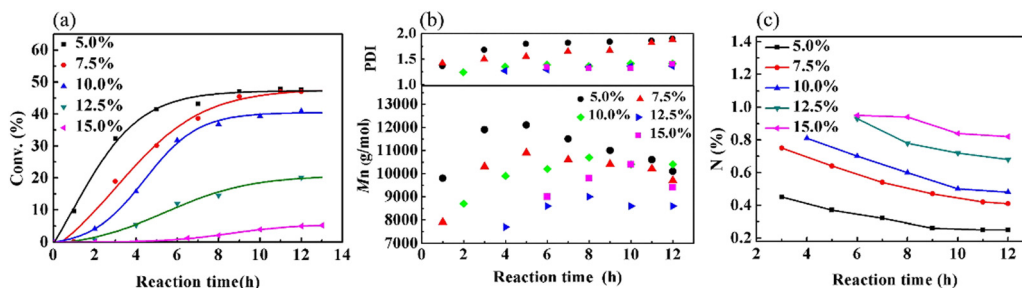 (a)
60
50
40
30
20
10
0
Conv. (%)
5.0%
7.5%
10.0%
12.5%
15.0%
0 2 4 6 8 10 12 14
Reaction time(h)
(b)
2.0
1.5
1.0
PDI
13000
12000
11000
10000
9000
8000
7000
Mn (g/mol)
5.0% 7.5%
10.0% 12.5%
15.0%
0 2 4 6 8 10 12
Reaction time (h)
(c)
1.4
1.2
1.0
0.8
0.6
0.4
0.2
N (%)
5.0%
7.5%
10.0%
12.5%
15.0%
2 4 6 8 10 12
Reaction time (h)